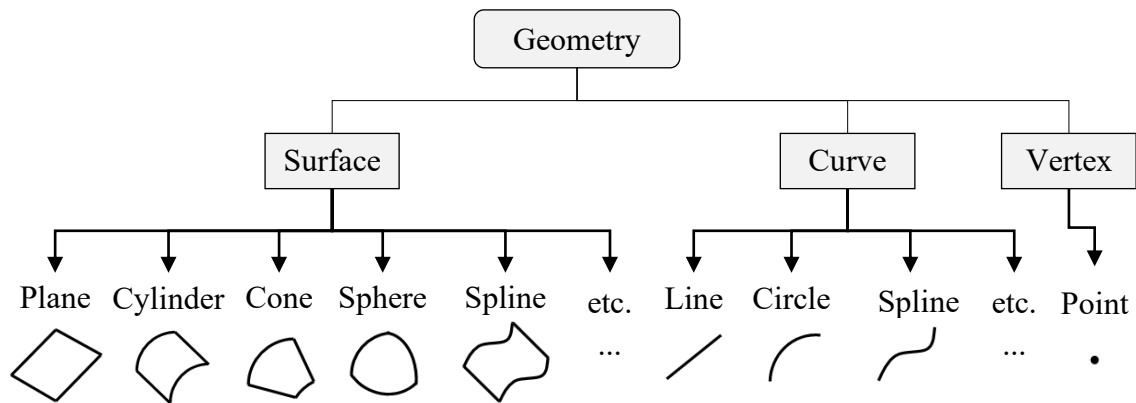 Geometry
Surface Curve Vertex
Plane Cylinder Cone Sphere Spline etc. Line Circle Spline etc. Point
... ...